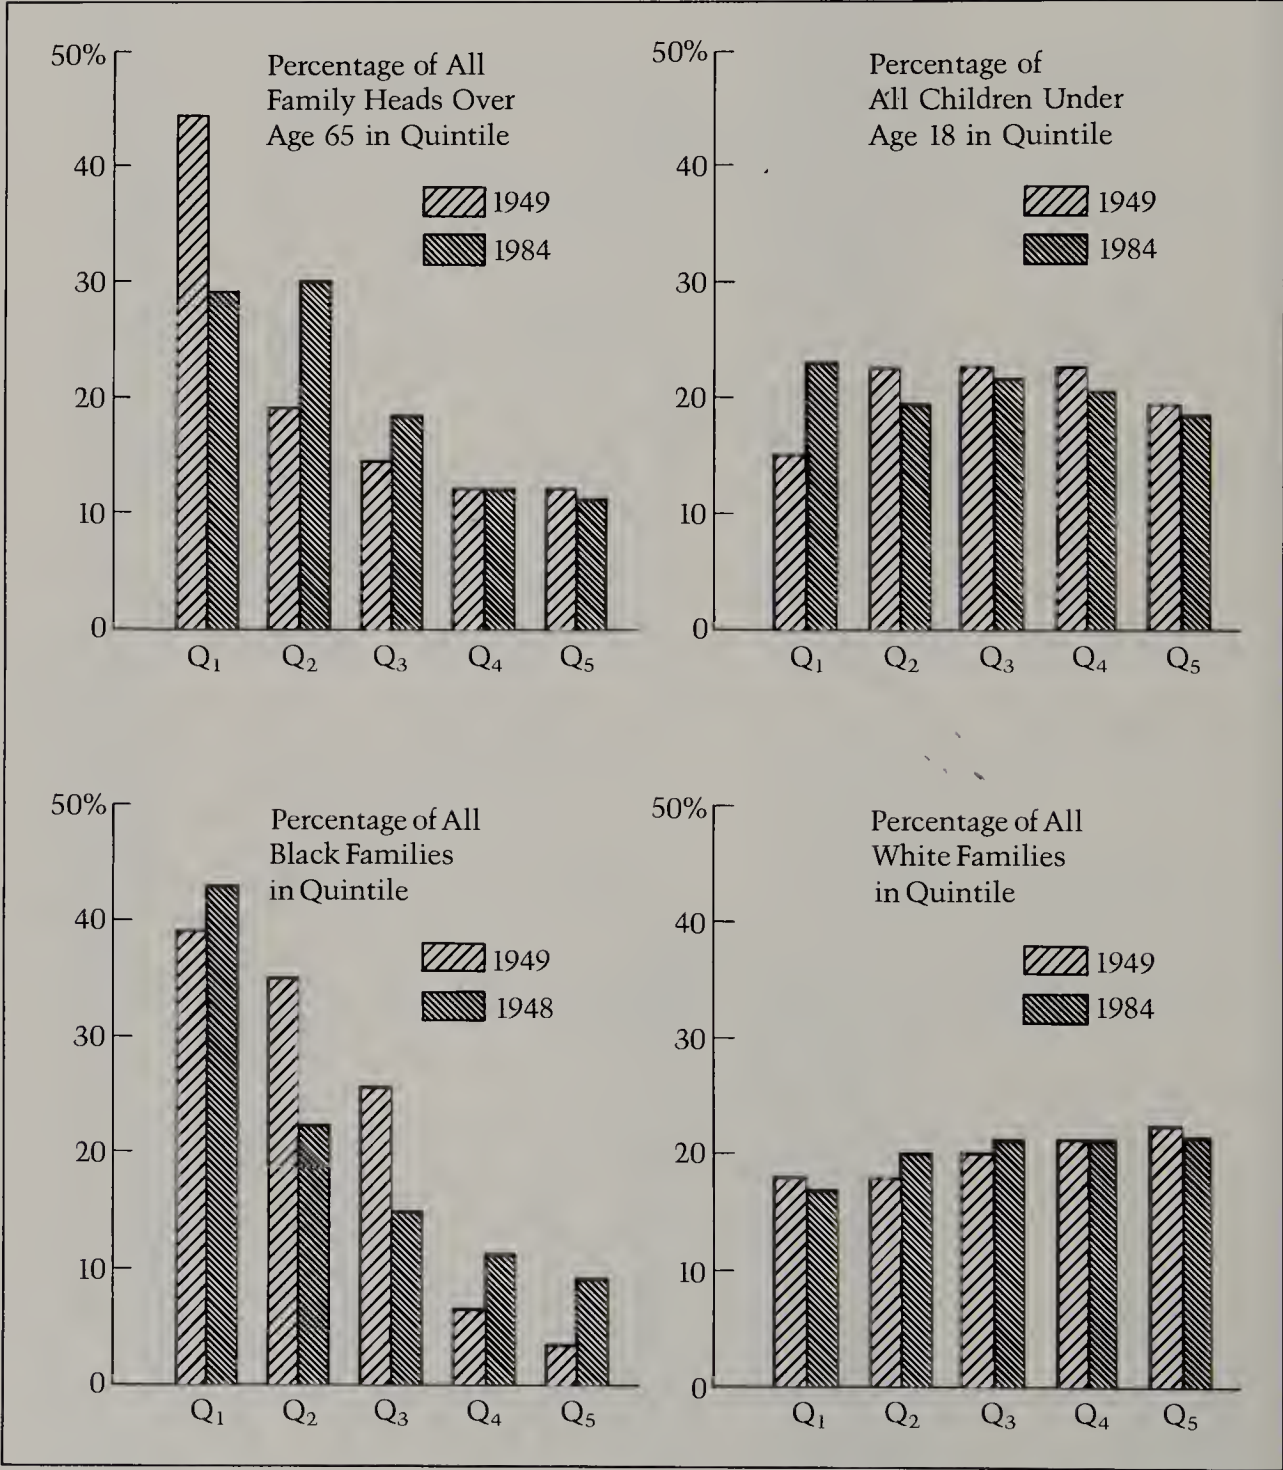 Percentage of All
Family Heads Over
Age 65 in Quintile
1949
1984
50%
40
30
20
10
0
Q₁ Q₂ Q₃ Q₄ Q₅
Percentage of
All Children Under
Age 18 in Quintile
1949
1984
50%
40
30
20
10
0
Q₁ Q₂ Q₃ Q₄ Q₅
Percentage of All
Black Families
in Quintile
1949
1948
50%
40
30
20
10
0
Q₁ Q₂ Q₃ Q₄ Q₅
Percentage of All
White Families
in Quintile
1949
1984
50%
40
30
20
10
0
Q₁ Q₂ Q₃ Q₄ Q₅